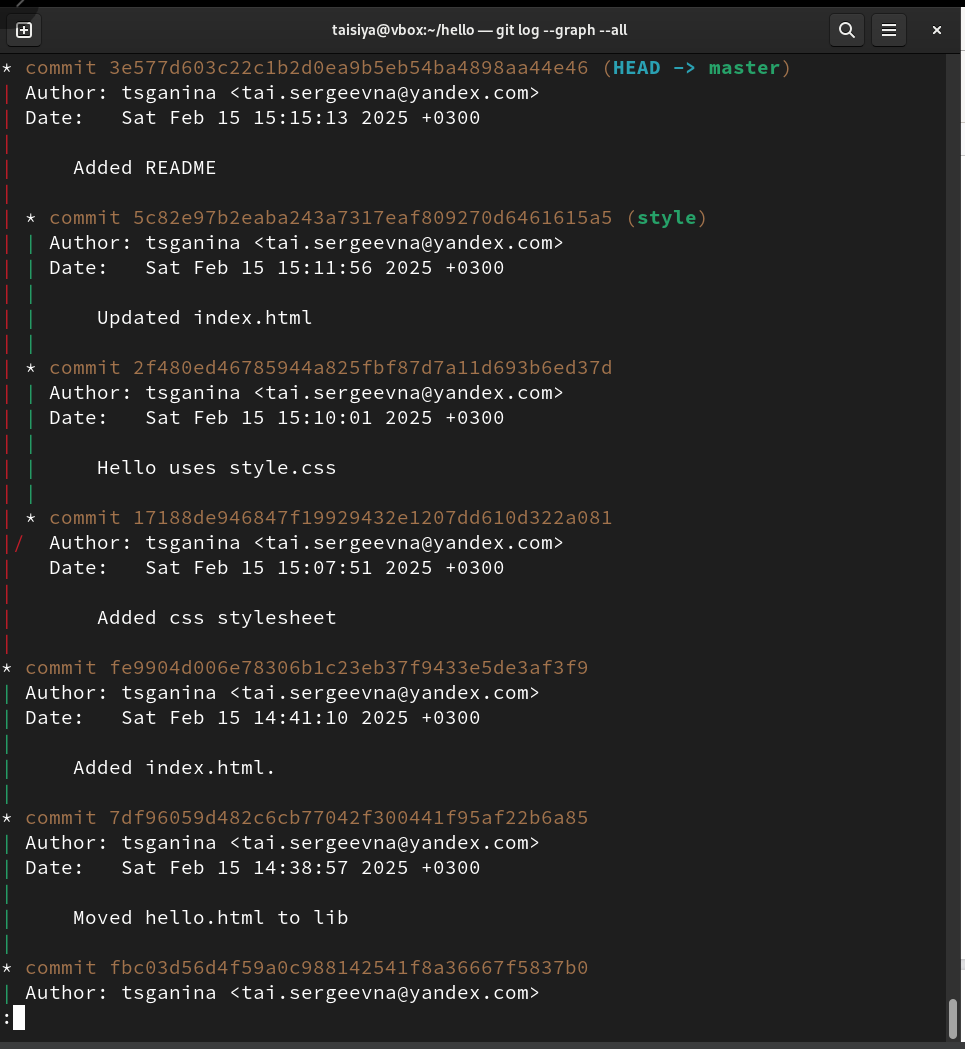 taisiya@vbox:~/hello — git log --graph --all
* commit 3e577d603c22c1b2d0ea9b5eb54ba4898aa44e46 (HEAD -> master)
| Author: tsganina <tai.sergeevna@yandex.com>
| Date:   Sat Feb 15 15:15:13 2025 +0300
|
|     Added README
|
| * commit 5c82e97b2eaba243a7317eaf809270d6461615a5 (style)
| | Author: tsganina <tai.sergeevna@yandex.com>
| | Date:   Sat Feb 15 15:11:56 2025 +0300
| |
| |     Updated index.html
| |
| * commit 2f480ed46785944a825fbf87d7a11d693b6ed37d
| | Author: tsganina <tai.sergeevna@yandex.com>
| | Date:   Sat Feb 15 15:10:01 2025 +0300
| |
| |     Hello uses style.css
| |
| * commit 17188de946847f19929432e1207dd610d322a081
|/  Author: tsganina <tai.sergeevna@yandex.com>
|   Date:   Sat Feb 15 15:07:51 2025 +0300
|
|       Added css stylesheet
|
* commit fe9904d006e78306b1c23eb37f9433e5de3af3f9
| Author: tsganina <tai.sergeevna@yandex.com>
| Date:   Sat Feb 15 14:41:10 2025 +0300
|
|     Added index.html.
|
* commit 7df96059d482c6cb77042f300441f95af22b6a85
| Author: tsganina <tai.sergeevna@yandex.com>
| Date:   Sat Feb 15 14:38:57 2025 +0300
|
|     Moved hello.html to lib
|
* commit fbc03d56d4f59a0c988142541f8a36667f5837b0
| Author: tsganina <tai.sergeevna@yandex.com>
: